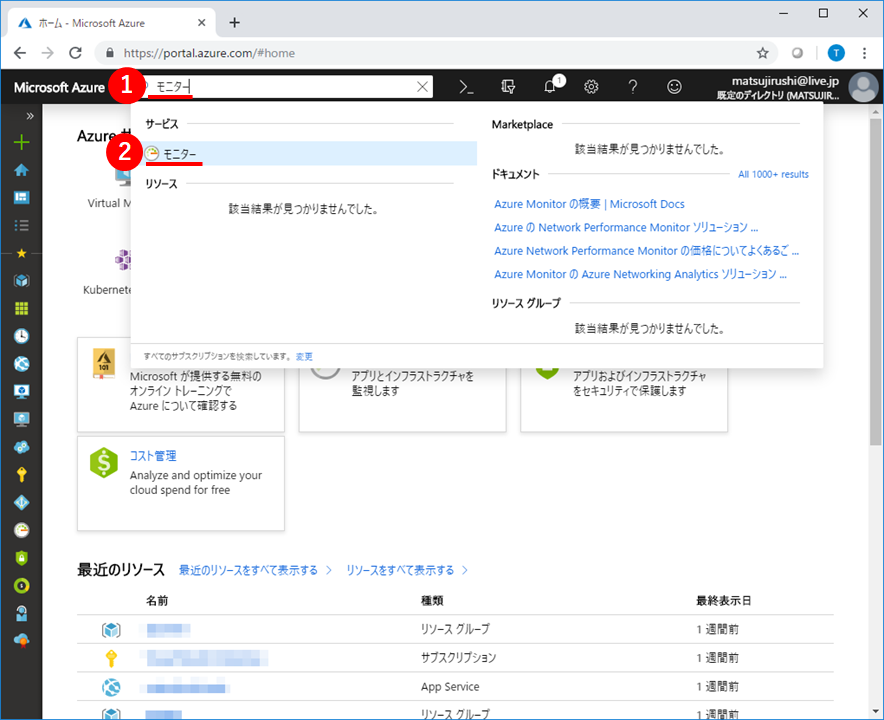 ホーム - Microsoft Azure
https://portal.azure.com/#home
T
Microsoft Azure
1
モニター
1
matsujirushi@live.jp
既定のディレクトリ (MATSUJIR...
サービス
2
モニター
リソース
該当結果が見つかりませんでした。
Marketplace
該当結果が見つかりませんでした。
ドキュメント
All 1000+ results
Azure Monitor の概要 | Microsoft Docs
Azure の Network Performance Monitor ソリューション ...
Azure Network Performance Monitor の価格についてよくあるご ...
Azure Monitor の Azure Networking Analytics ソリューション ...
リソース グループ
該当結果が見つかりませんでした。
すべてのサブスクリプションを検索しています。 変更
Azure
Virtual M
Kubernete
Microsoft が提供する無料の
オンライン トレーニングで
Azure について確認する
アプリとインフラストラクチャを
監視します
アプリおよびインフラストラクチャ
をセキュリティで保護します
コスト管理
Analyze and optimize your
cloud spend for free
最近のリソース 最近のリソースをすべて表示する リソースをすべて表示する
名前 種類 最終表示日
リソース グループ 1 週間前
サブスクリプション 1 週間前
App Service 1 週間前
リソース グループ 1 週間前